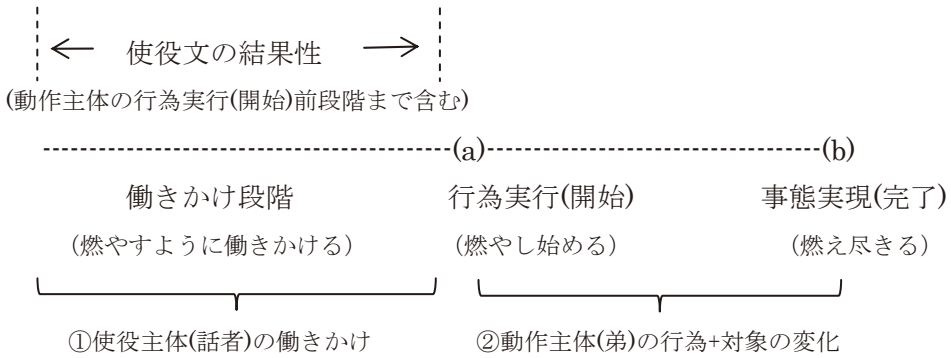 使役文の結果性
(動作主体の行為実行(開始)前段階まで含む)
(a) (b)
働きかけ段階 行為実行(開始) 事態実現(完了)
（燃やすように働きかける） （燃やし始める） （燃え尽きる）
①使役主体(話者)の働きかけ ②動作主体(弟)の行為+対象の変化